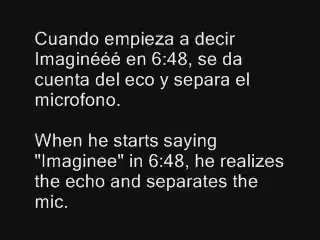 Cuando empieza a decir
Imaginééé en 6:48, se da
cuenta del eco y separa el
microfono.
When he starts saying
"Imaginee" in 6:48, he realizes
the echo and separates the
mic.